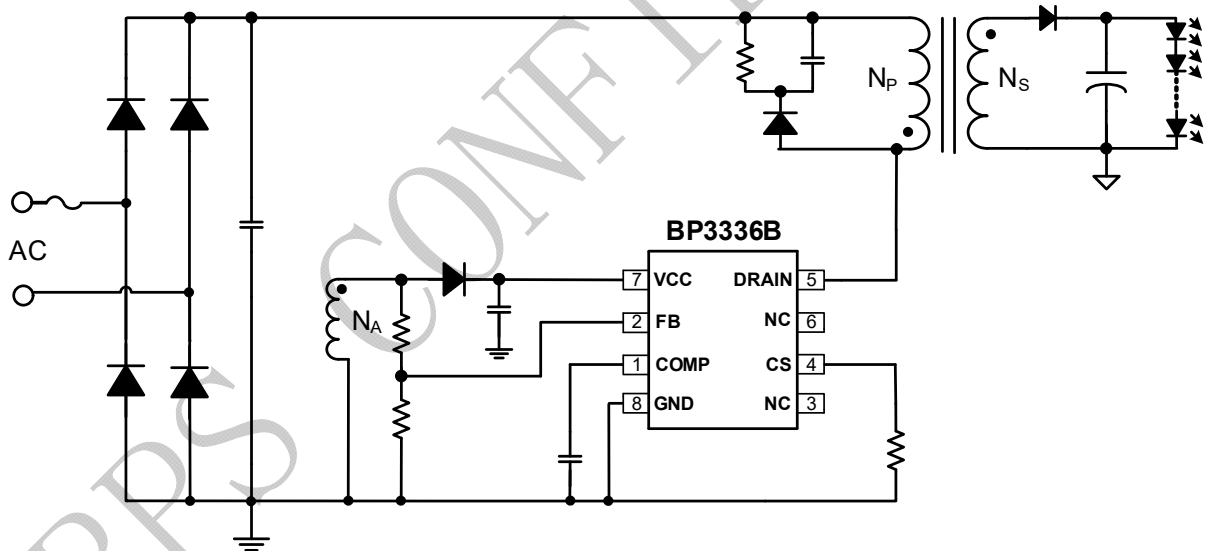 BPS CONFI
N_P
N_S
AC
BP3336B
7 VCC DRAIN 5
N_A
2 FB NC 6
1 COMP CS 4
8 GND NC 3